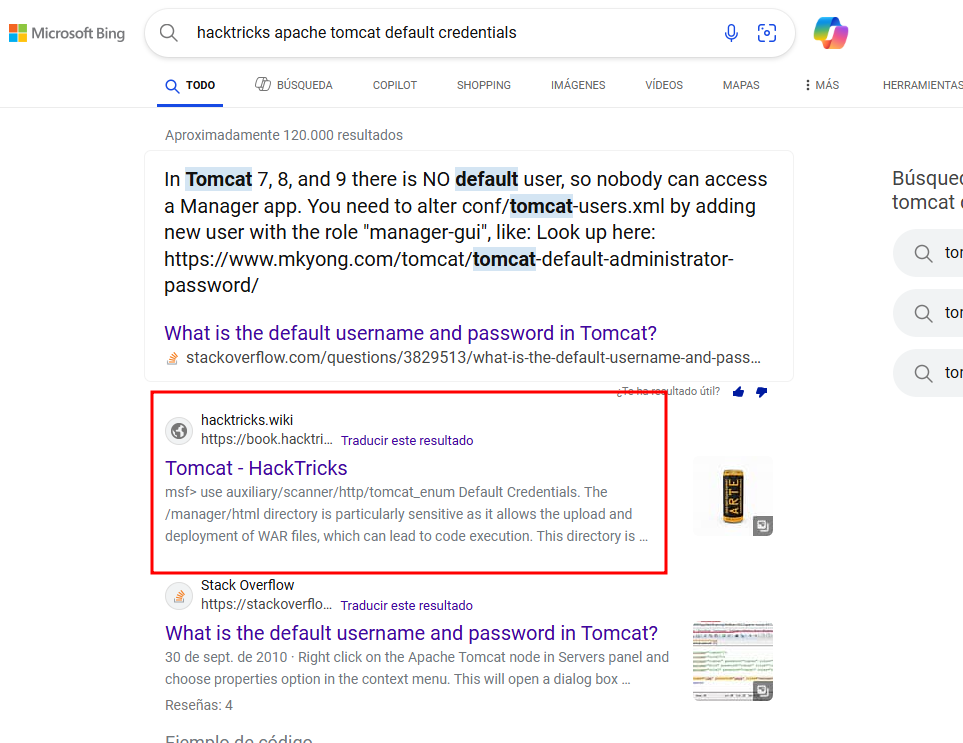 Microsoft Bing
hacktricks apache tomcat default credentials
TODO
BÚSQUEDA
COPILOT
SHOPPING
IMÁGENES
VÍDEOS
MAPAS
MÁS
HERRAMIENTAS
Aproximadamente 120.000 resultados
In Tomcat 7, 8, and 9 there is NO default user, so nobody can access
a Manager app. You need to alter conf/tomcat-users.xml by adding
new user with the role "manager-gui", like: Look up here:
https://www.mkyong.com/tomcat/tomcat-default-administrator-
password/
What is the default username and password in Tomcat?
stackoverflow.com/questions/3829513/what-is-the-default-username-and-pass...
¿Te ha resultado útil?
hacktricks.wiki
https://book.hacktri... Traducir este resultado
Tomcat - HackTricks
msf> use auxiliary/scanner/http/tomcat_enum Default Credentials. The
/manager/html directory is particularly sensitive as it allows the upload and
deployment of WAR files, which can lead to code execution. This directory is ...
ARTE
Stack Overflow
https://stackoverflo... Traducir este resultado
What is the default username and password in Tomcat?
30 de sept. de 2010 · Right click on the Apache Tomcat node in Servers panel and
choose properties option in the context menu. This will open a dialog box ...
Reseñas: 4
Ejemplo de código
Búsqued
tomcat
tor
tor
tor